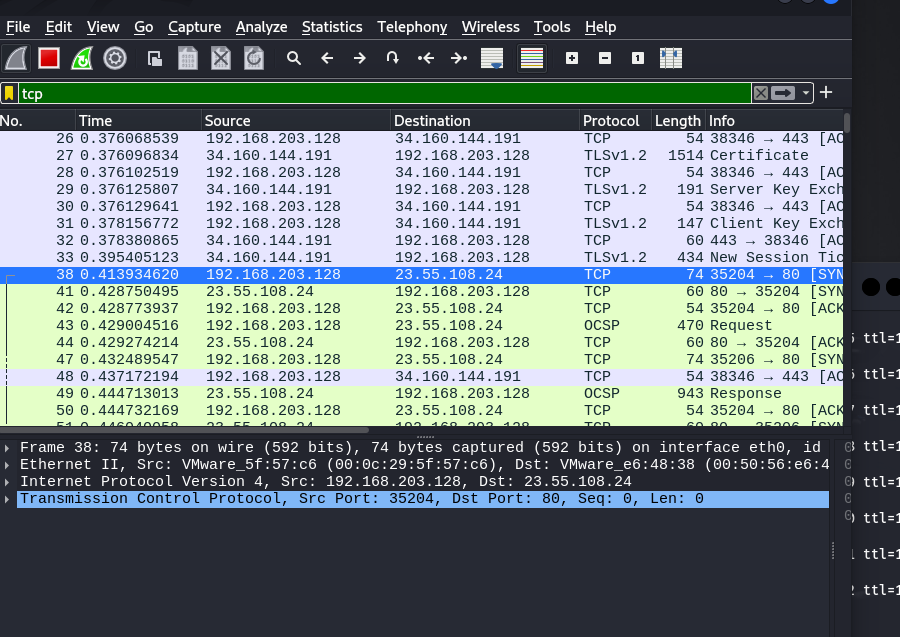 File Edit View Go Capture Analyze Statistics Telephony Wireless Tools Help
tcp
No. Time Source Destination Protocol Length Info
26 0.376068539 192.168.203.128 34.160.144.191 TCP 54 38346 → 443 [AC
27 0.376096834 34.160.144.191 192.168.203.128 TLSv1.2 1514 Certificate
28 0.376102519 192.168.203.128 34.160.144.191 TCP 54 38346 → 443 [AC
29 0.376125807 34.160.144.191 192.168.203.128 TLSv1.2 191 Server Key Exch
30 0.376129641 192.168.203.128 34.160.144.191 TCP 54 38346 → 443 [AC
31 0.378156772 192.168.203.128 34.160.144.191 TLSv1.2 147 Client Key Exc
32 0.378380865 34.160.144.191 192.168.203.128 TCP 60 443 → 38346 [AC
33 0.395405123 34.160.144.191 192.168.203.128 TLSv1.2 434 New Session Tic
38 0.413934620 192.168.203.128 23.55.108.24 TCP 74 35204 → 80 [SYN
41 0.428750495 23.55.108.24 192.168.203.128 TCP 60 80 → 35204 [SYN
42 0.428773937 192.168.203.128 23.55.108.24 TCP 54 35204 → 80 [ACK
43 0.429004516 192.168.203.128 23.55.108.24 OCSP 470 Request
44 0.429274214 23.55.108.24 192.168.203.128 TCP 60 80 → 35204 [ACK
47 0.432489547 192.168.203.128 23.55.108.24 TCP 74 35206 → 80 [SYN
48 0.437172194 192.168.203.128 34.160.144.191 TCP 54 38346 → 443 [AC
49 0.444713013 23.55.108.24 192.168.203.128 OCSP 943 Response
50 0.444732169 192.168.203.128 23.55.108.24 TCP 54 35204 → 80 [ACK
Frame 38: 74 bytes on wire (592 bits), 74 bytes captured (592 bits) on interface eth0, id
Ethernet II, Src: VMware_5f:57:c6 (00:0c:29:5f:57:c6), Dst: VMware_e6:48:38 (00:50:56:e6:4
Internet Protocol Version 4, Src: 192.168.203.128, Dst: 23.55.108.24
Transmission Control Protocol, Src Port: 35204, Dst Port: 80, Seq: 0, Len: 0
ttl=1
ttl=1
ttl=1
ttl=1
ttl=1
ttl=1
ttl=1
ttl=1